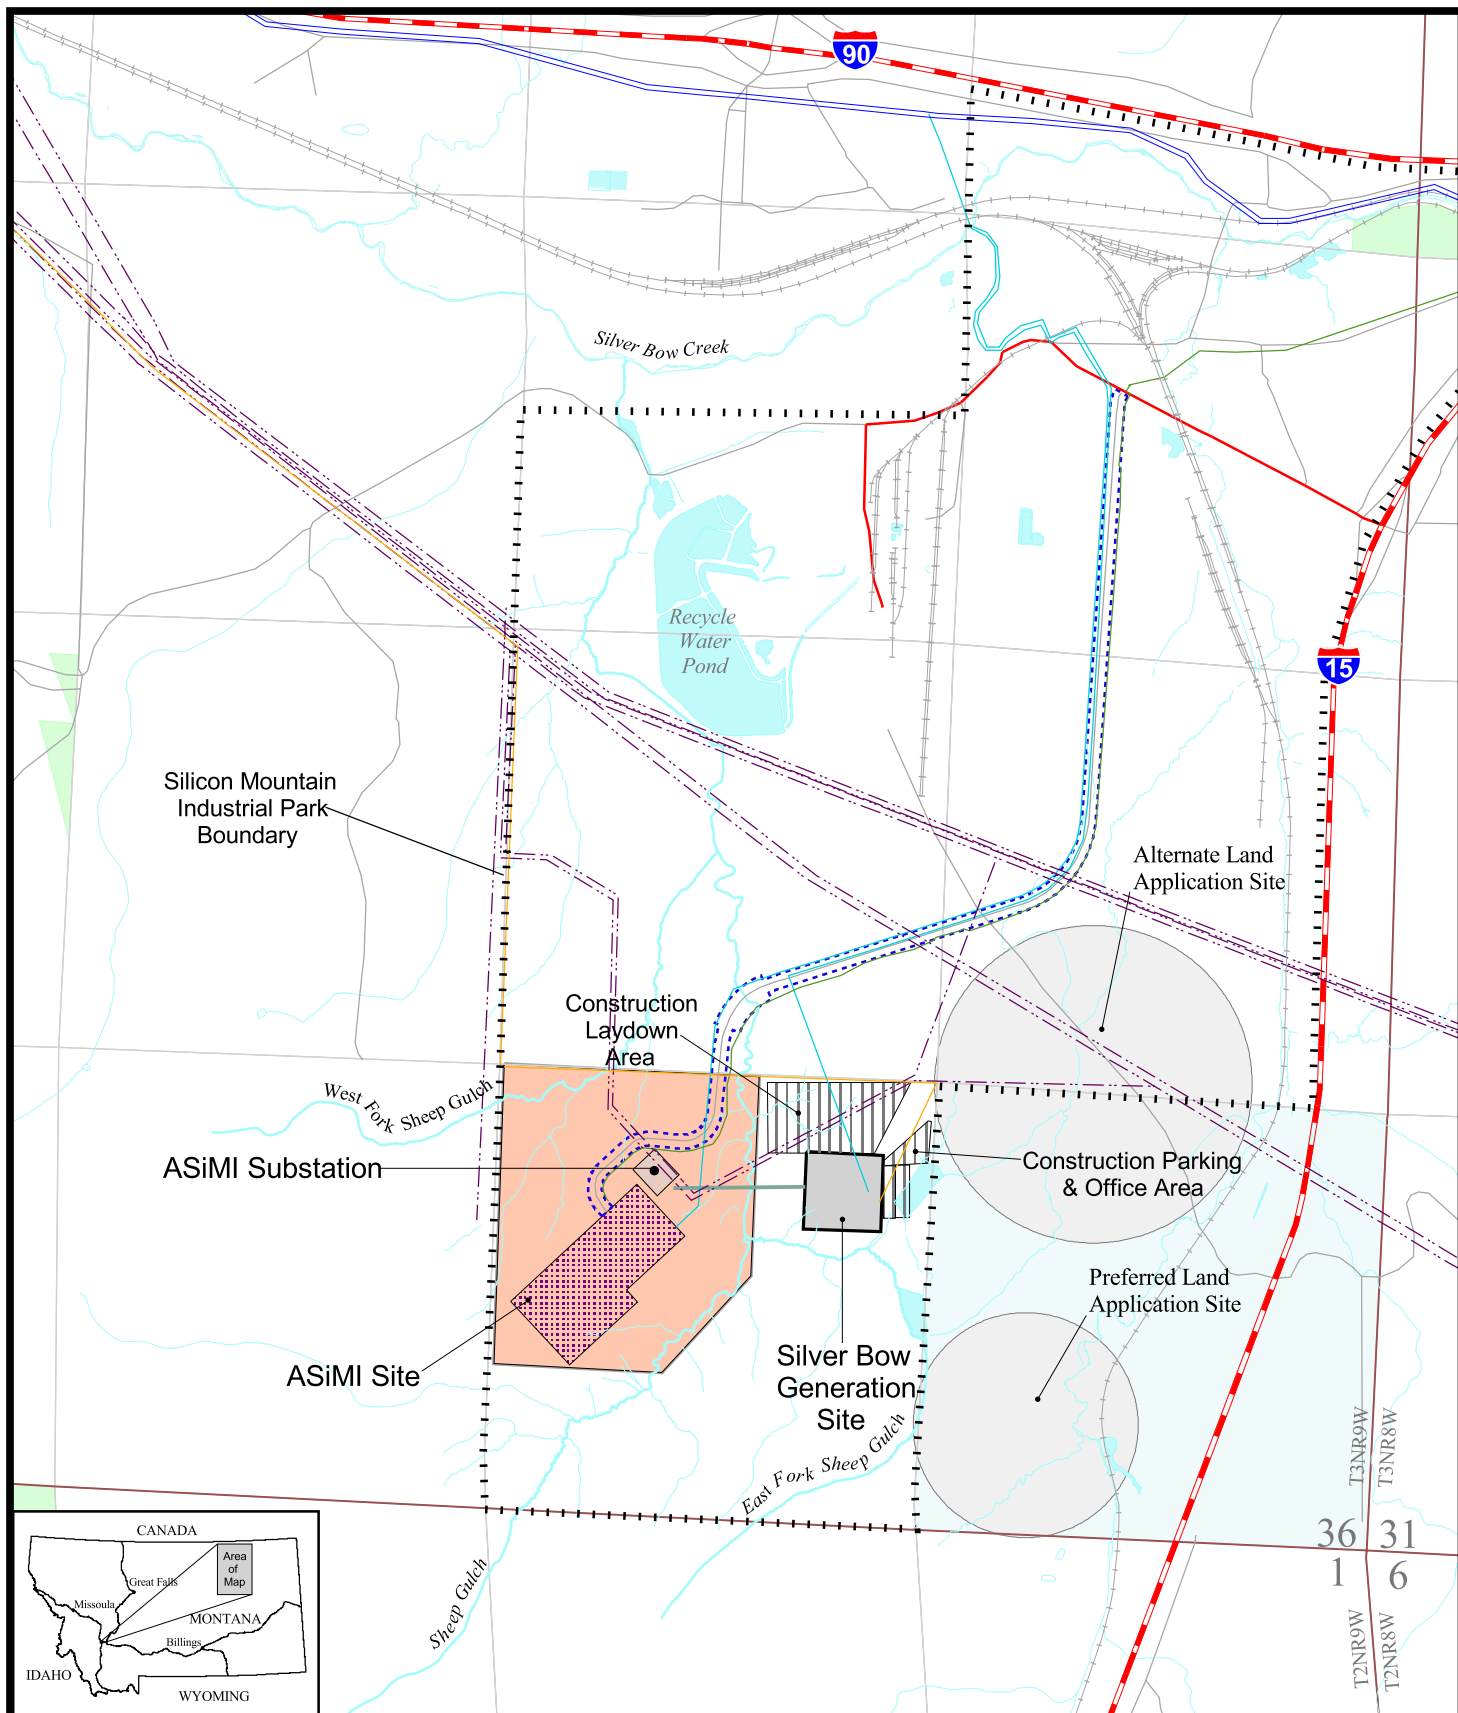 90
Silver Bow Creek
Recycle
Water
Pond
15
Silicon Mountain
Industrial Park
Boundary
Alternate Land
Application Site
Construction
Laydown
Area
West Fork Sheep Gulch
ASiMI Substation
Construction Parking
& Office Area
Preferred Land
Application Site
Silver Bow
Generation
Site
ASiMI Site
East Fork Sheep Gulch
Sheep Gulch
T3NR9W
T3NR8W
36 31
1 6
T2NR9W
T2NR8W
CANADA
Area
of
Map
Great Falls
Missoula
MONTANA
Billings
IDAHO
WYOMING